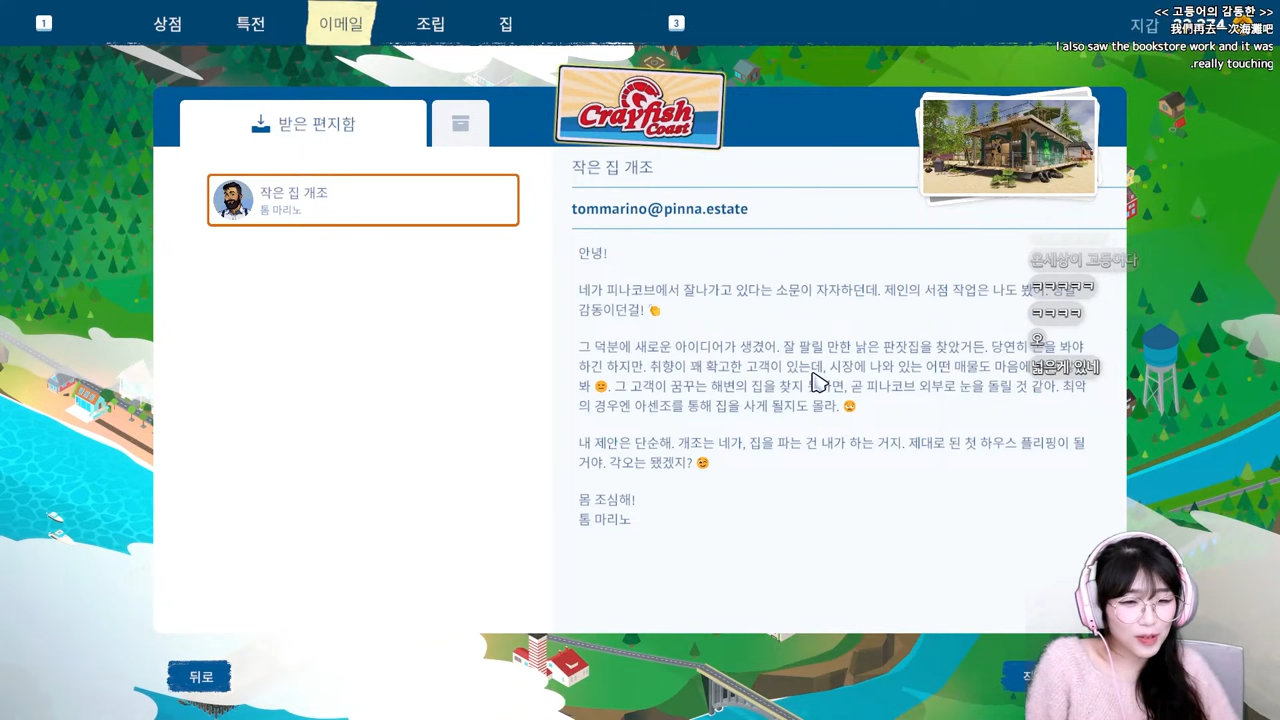 1
상점
특전
이메일
조립
집
3
지갑
<< 고등어의 감동한 >>
我們再去一次海灘吧
I also saw the bookstore work and it was
.really touching
받은 편지함
Crayfish
Coast
작은 집 개조
톰 마리노
작은 집 개조
tommarino@pinna.estate
안녕!
네가 피나코브에서 잘나가고 있다는 소문이 자자하던데. 제인의 서점 작업은 나도
감동이던걸!
그 덕분에 새로운 아이디어가 생겼어. 잘 팔릴 만한 낡은 판잣집을 찾았거든. 당연히 봐야
하긴 하지만. 취향이 꽤 확고한 고객이 있는데, 시장에 나와 있는 어떤 매물도 마음에
봐 . 그 고객이 꿈꾸는 해변의 집을 찾지 면, 곧 피나코브 외부로 눈을 돌릴 것 같아. 최악
의 경우엔 아센조를 통해 집을 사게 될지도 몰라.
내 제안은 단순해. 개조는 네가, 집을 파는 건 내가 하는 거지. 제대로 된 첫 하우스 플리핑이 될
거야. 각오는 됐겠지?
몸 조심해!
톰 마리노
온세상이 고등어다
ㅋㅋㅋㅋㅋ
ㅋㅋㅋㅋ
오
넓은게 있네
뒤로